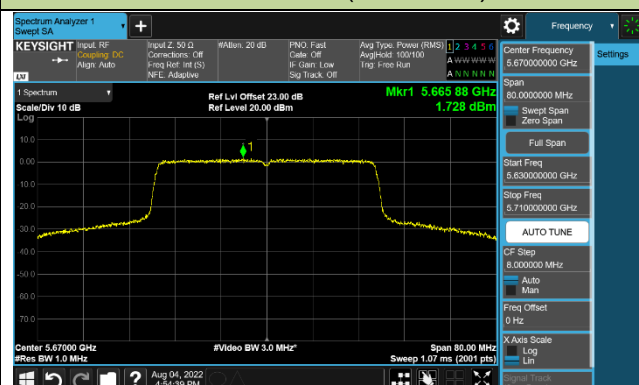 Spectrum Analyzer 1
Swept SA
Frequency
KEYSIGHT
LXI
Input: RF
Coupling: DC
Align: Auto
Input Z: 50 Ω
Corrections: Off
Freq Ref: Int (S)
NFE: Adaptive
#Atten: 20 dB
PNO: Fast
Gate: Off
IF Gain: Low
Sig Track: Off
Avg Type: Power (RMS)
Avg|Hold: 100/100
Trig: Free Run
1 2 3 4 5 6
A W W W W W
A N N N N N
Center Frequency
5.670000000 GHz
Settings
Span
80.0000000 MHz
Swept Span
Zero Span
Full Span
Start Freq
5.630000000 GHz
Stop Freq
5.710000000 GHz
AUTO TUNE
CF Step
8.000000 MHz
Auto
Man
Freq Offset
0 Hz
X Axis Scale
Log
Lin
Signal Track
1 Spectrum
Scale/Div 10 dB
Log
Ref Lvl Offset 23.00 dB
Ref Level 20.00 dBm
Mkr1 5.665 88 GHz
1.728 dBm
10.0
0.00
-10.0
-20.0
-30.0
-40.0
-50.0
-60.0
-70.0
1
Center 5.67000 GHz
#Res BW 1.0 MHz
#Video BW 3.0 MHz*
Span 80.00 MHz
Sweep 1.07 ms (2001 pts)
Aug 04, 2022
4:54:39 PM